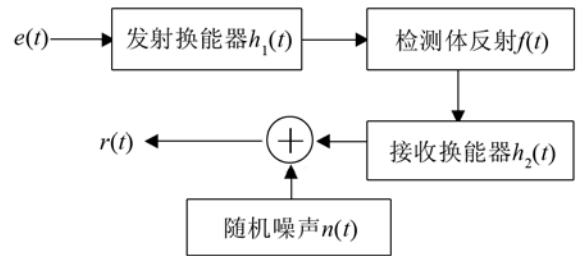 e(t)
发射换能器h₁(t)
检测体反射f(t)
r(t)
接收换能器h₂(t)
随机噪声n(t)